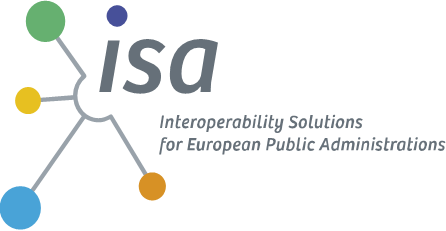 isa
Interoperability Solutions
for European Public Administrations